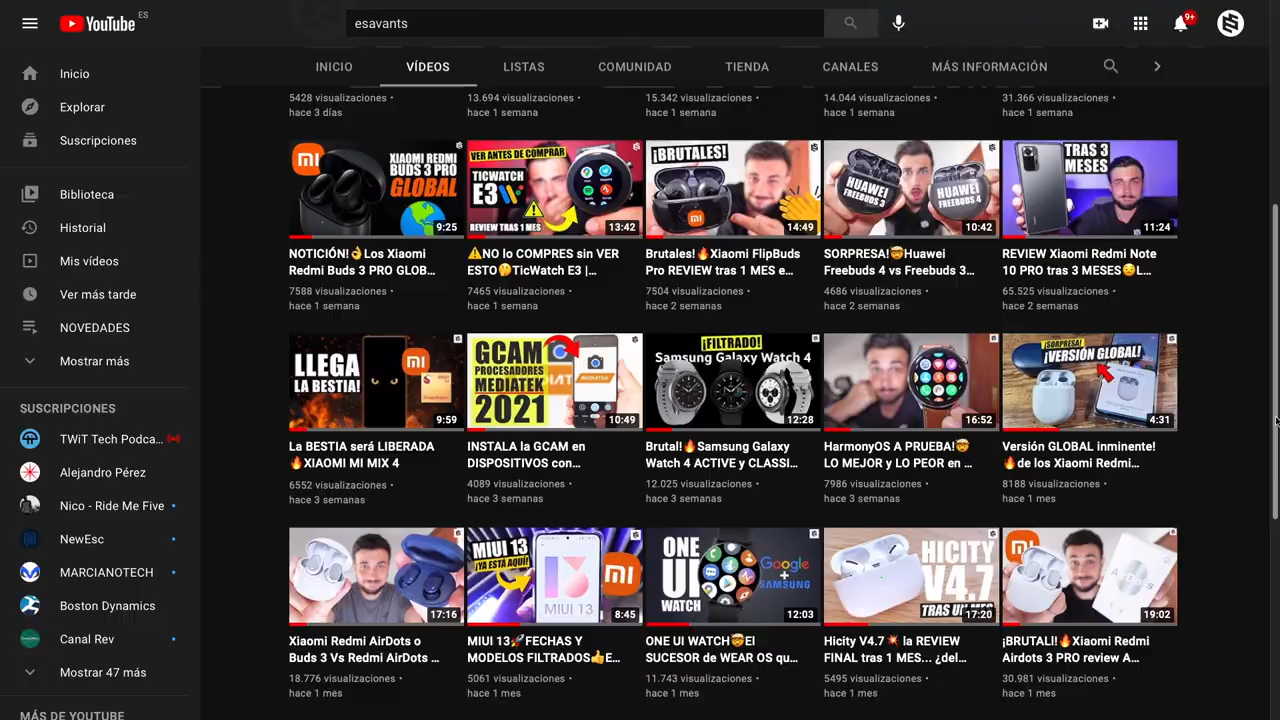 YouTube ES
esavants
9+
Inicio
Explorar
Suscripciones
Biblioteca
Historial
Mis vídeos
Ver más tarde
NOVEDADES
Mostrar más
SUSCRIPCIONES
TWiT Tech Podca...
Alejandro Pérez
Nico - Ride Me Five
NewEsc
MARCIANOTECH
Boston Dynamics
Canal Rev
Mostrar 47 más
MÁS DE YOUTUBE
INICIO VÍDEOS LISTAS COMUNIDAD TIENDA CANALES MÁS INFORMACIÓN
5428 visualizaciones •
hace 3 días
13.694 visualizaciones •
hace 1 semana
15.342 visualizaciones •
hace 1 semana
14.044 visualizaciones •
hace 1 semana
31.366 visualizaciones •
hace 1 semana
XIAOMI REDMI
BUDS 3 PRO
GLOBAL
9:25
NOTICIÓN!👌Los Xiaomi
Redmi Buds 3 PRO GLOB...
7588 visualizaciones •
hace 1 semana
VER ANTES DE COMPRAR
TICWATCH
E3
REVIEW TRAS 1 MES
13:42
⚠️NO lo COMPRES sin VER
ESTO🤔TicWatch E3 |...
7465 visualizaciones •
hace 1 semana
¡BRUTALES!
14:49
Brutales!🔥Xiaomi FlipBuds
Pro REVIEW tras 1 MES e...
7504 visualizaciones •
hace 2 semanas
HUAWEI
FREEBUDS 3
HUAWEI
FREEBUDS 4
10:42
SORPRESA!🤯Huawei
Freebuds 4 vs Freebuds 3...
4686 visualizaciones •
hace 2 semanas
TRAS 3
MESES
11:24
REVIEW Xiaomi Redmi Note
10 PRO tras 3 MESES😔L...
65.525 visualizaciones •
hace 2 semanas
LLEGA
LA BESTIA!
9:59
La BESTIA será LIBERADA
🔥XIAOMI MI MIX 4
6552 visualizaciones •
hace 3 semanas
GCAM
PROCESADORES
MEDIATEK
2021
10:49
INSTALA la GCAM en
DISPOSITIVOS con...
4089 visualizaciones •
hace 3 semanas
¡FILTRADO!
Samsung Galaxy Watch 4
12:28
Brutal!🔥Samsung Galaxy
Watch 4 ACTIVE y CLASSI...
12.025 visualizaciones •
hace 3 semanas
16:52
HarmonyOS A PRUEBA!🤯
LO MEJOR y LO PEOR en ...
7986 visualizaciones •
hace 3 semanas
¡SORPRESA!
¡VERSIÓN GLOBAL!
4:31
Versión GLOBAL inminente!
🔥de los Xiaomi Redmi...
8188 visualizaciones •
hace 1 mes
17:16
Xiaomi Redmi AirDots o
Buds 3 Vs Redmi AirDots ...
18.776 visualizaciones •
hace 1 mes
MIUI 13
¡YA ESTÁ AQUÍ!
MIUI 13
8:45
MIUI 13🚀FECHAS Y
MODELOS FILTRADOS👍E...
5061 visualizaciones •
hace 1 mes
ONE
UI
WATCH
Google
+
SAMSUNG
12:03
ONE UI WATCH🤯El
SUCESOR de WEAR OS qu...
11.743 visualizaciones •
hace 1 mes
HICITY
V4.7
TRAS UN MES
17:20
Hicity V4.7💥 la REVIEW
FINAL tras 1 MES... ¿del...
5495 visualizaciones •
hace 1 mes
AirDots
19:02
¡BRUTAL!🔥Xiaomi Redmi
Airdots 3 PRO review A...
30.981 visualizaciones •
hace 1 mes